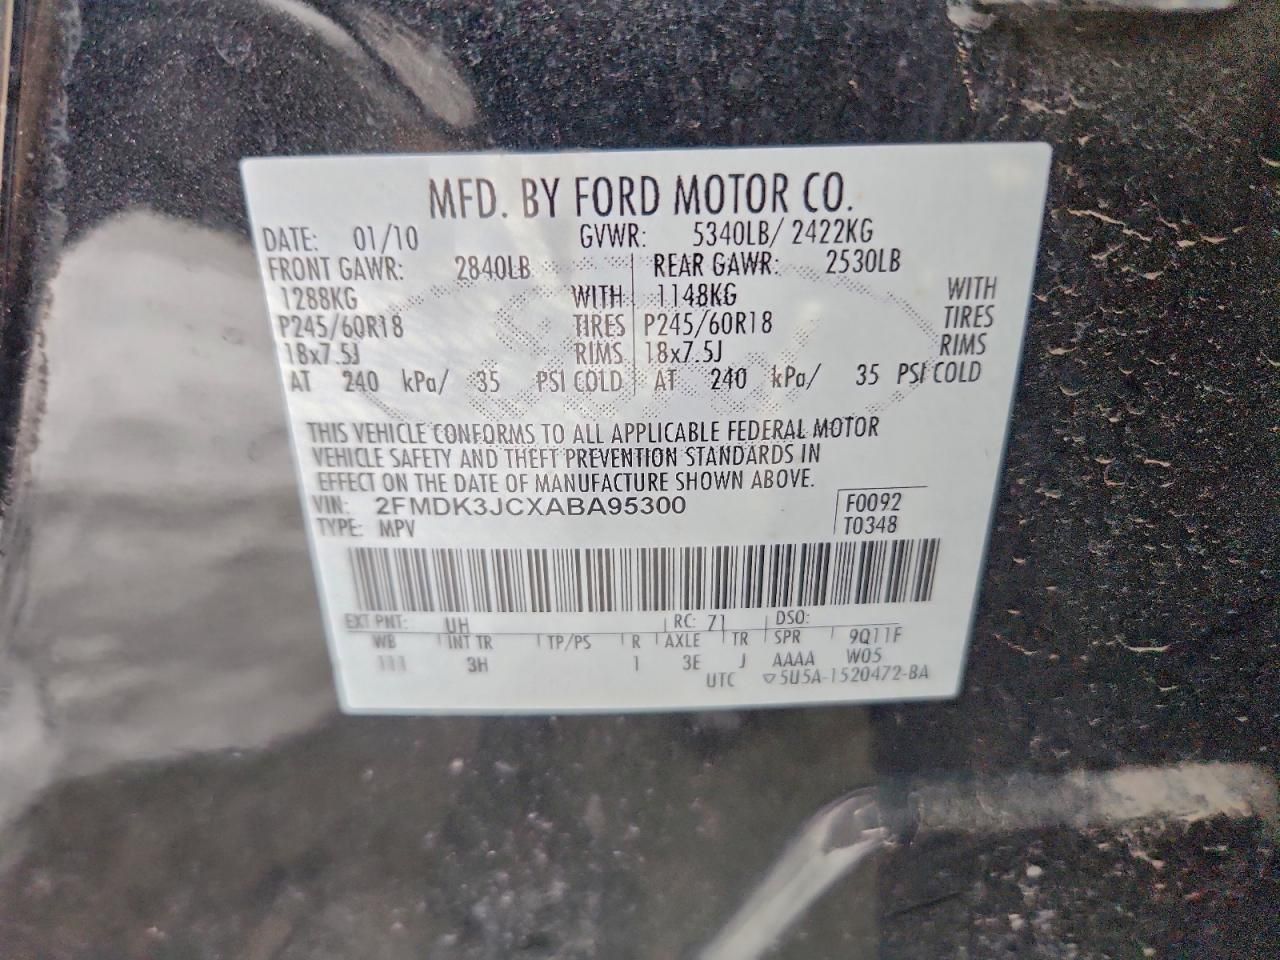 MFD. BY FORD MOTOR CO.
DATE: 01/10 GVWR: 5340LB/ 2422KG
FRONT GAWR: 2840LB REAR GAWR: 2530LB
1288KG WITH 1148KG WITH
P245/60R18 TIRES P245/60R18 TIRES
18x7.5J RIMS 18x7.5J RIMS
AT 240 kPa/ 35 PSI COLD AT 240 kPa/ 35 PSI COLD
THIS VEHICLE CONFORMS TO ALL APPLICABLE FEDERAL MOTOR
VEHICLE SAFETY AND THEFT PREVENTION STANDARDS IN
EFFECT ON THE DATE OF MANUFACTURE SHOWN ABOVE.
VIN: 2FMDK3JCXABA95300 F0092
TYPE: MPV T0348
EXT PNT: UH RC: 71 DSO:
WB INT TR TP/PS R AXLE TR SPR 9Q11F
111 3H 1 3E J AAAA W05
UTC ▽5U5A-1520472-BA